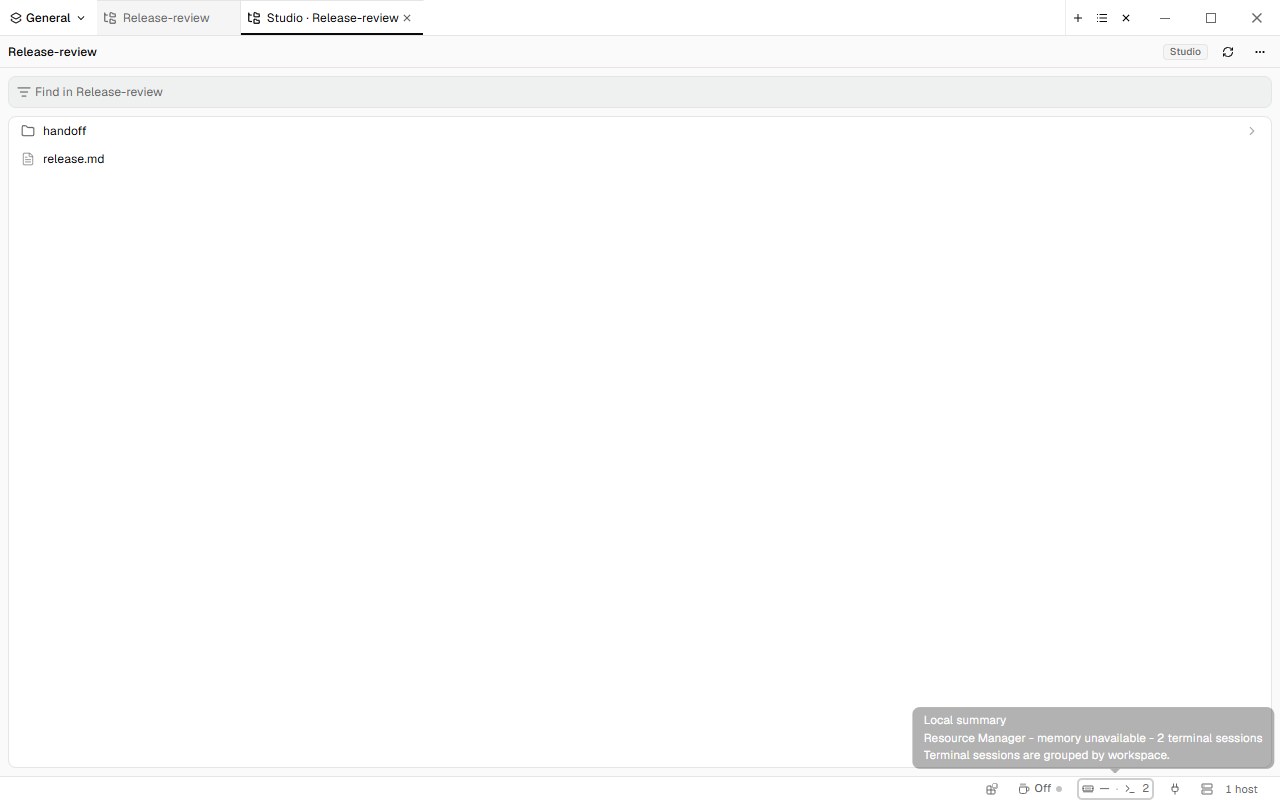 General
Release-review
Studio · Release-review
Release-review
Studio
Find in Release-review
handoff
release.md
Local summary
Resource Manager - memory unavailable - 2 terminal sessions
Terminal sessions are grouped by workspace.
Off
— · 2
1 host